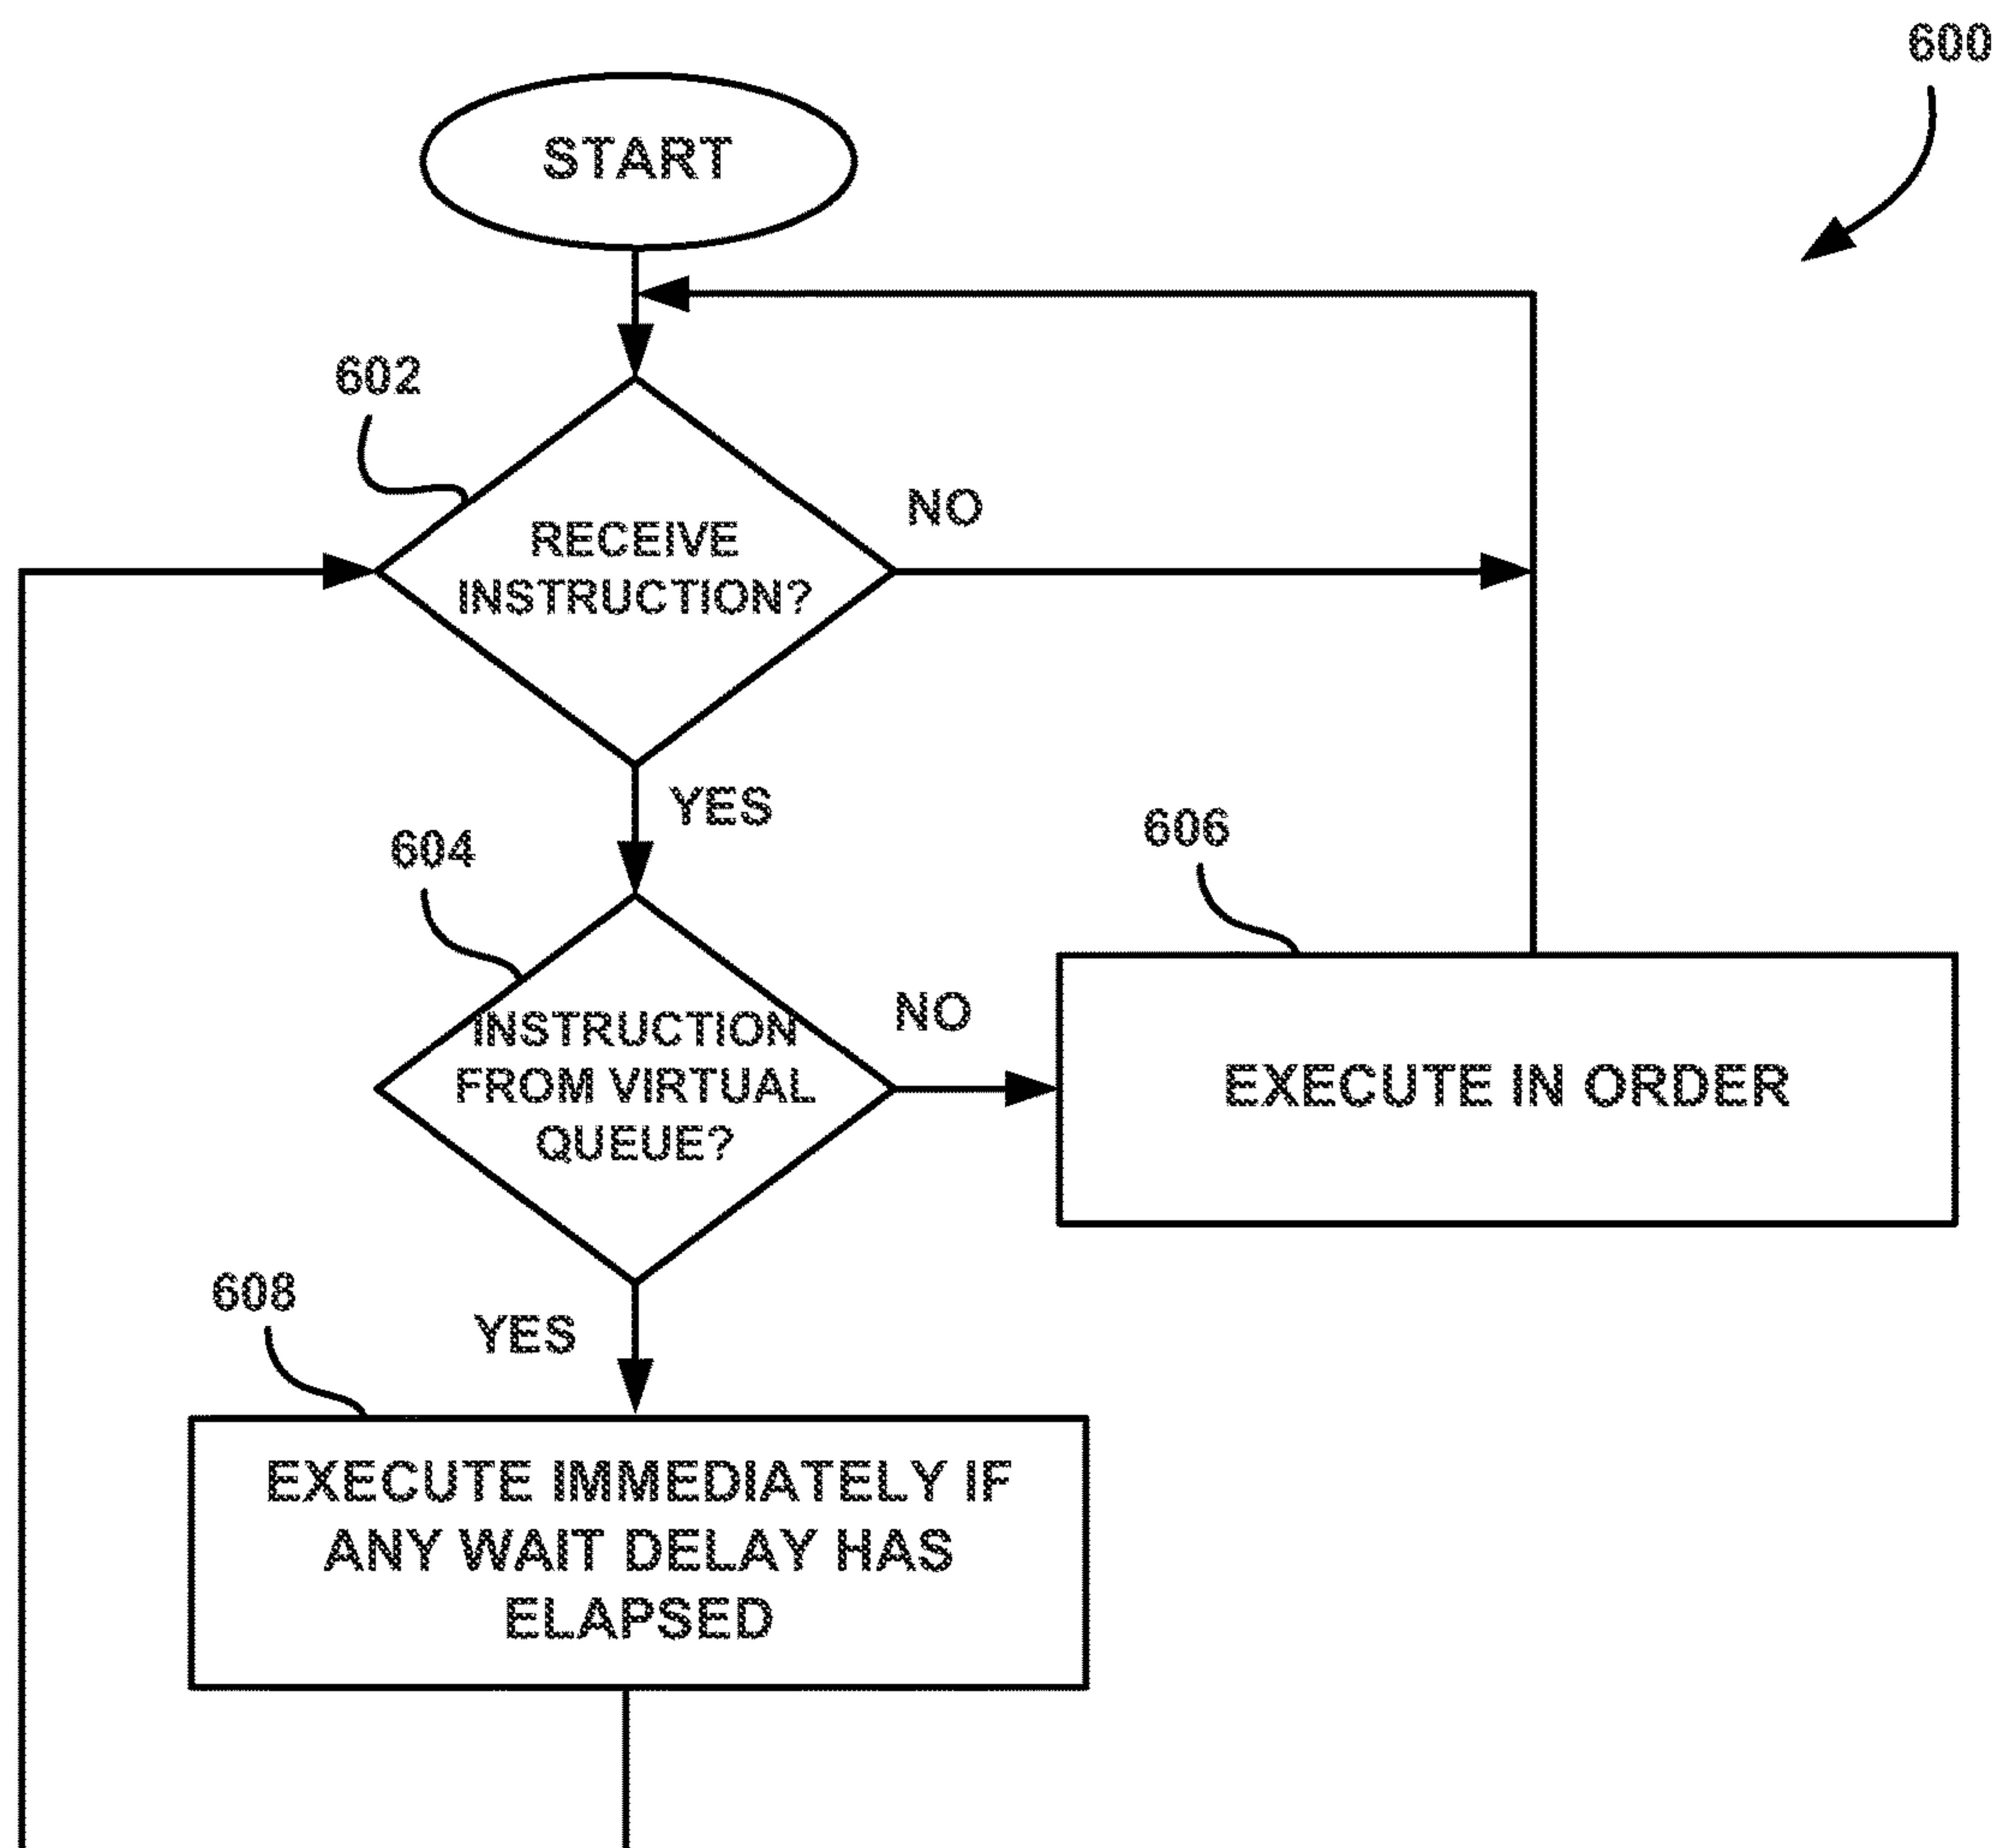 600
START
602
RECEIVE
INSTRUCTION?
NO
YES
604
606
INSTRUCTION
FROM VIRTUAL
QUEUE?
NO
EXECUTE IN ORDER
608
YES
EXECUTE IMMEDIATELY IF
ANY WAIT DELAY HAS
ELAPSED